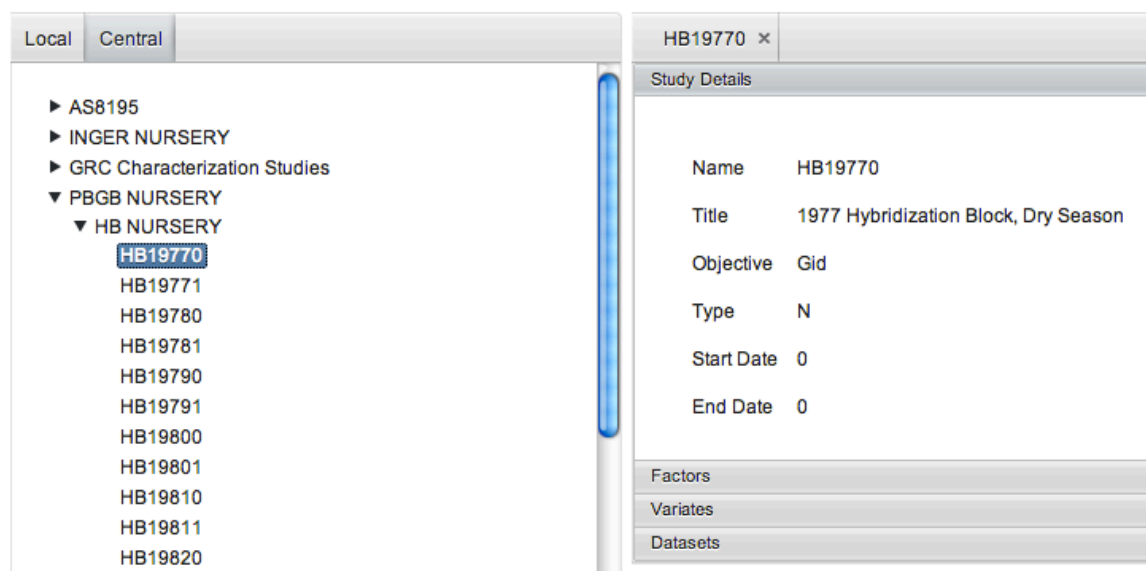 Local Central
AS8195
INGER NURSERY
GRC Characterization Studies
PBGB NURSERY
HB NURSERY
HB19770
HB19771
HB19780
HB19781
HB19790
HB19791
HB19800
HB19801
HB19810
HB19811
HB19820
HB19770 ×
Study Details
Name HB19770
Title 1977 Hybridization Block, Dry Season
Objective Gid
Type N
Start Date 0
End Date 0
Factors
Variates
Datasets